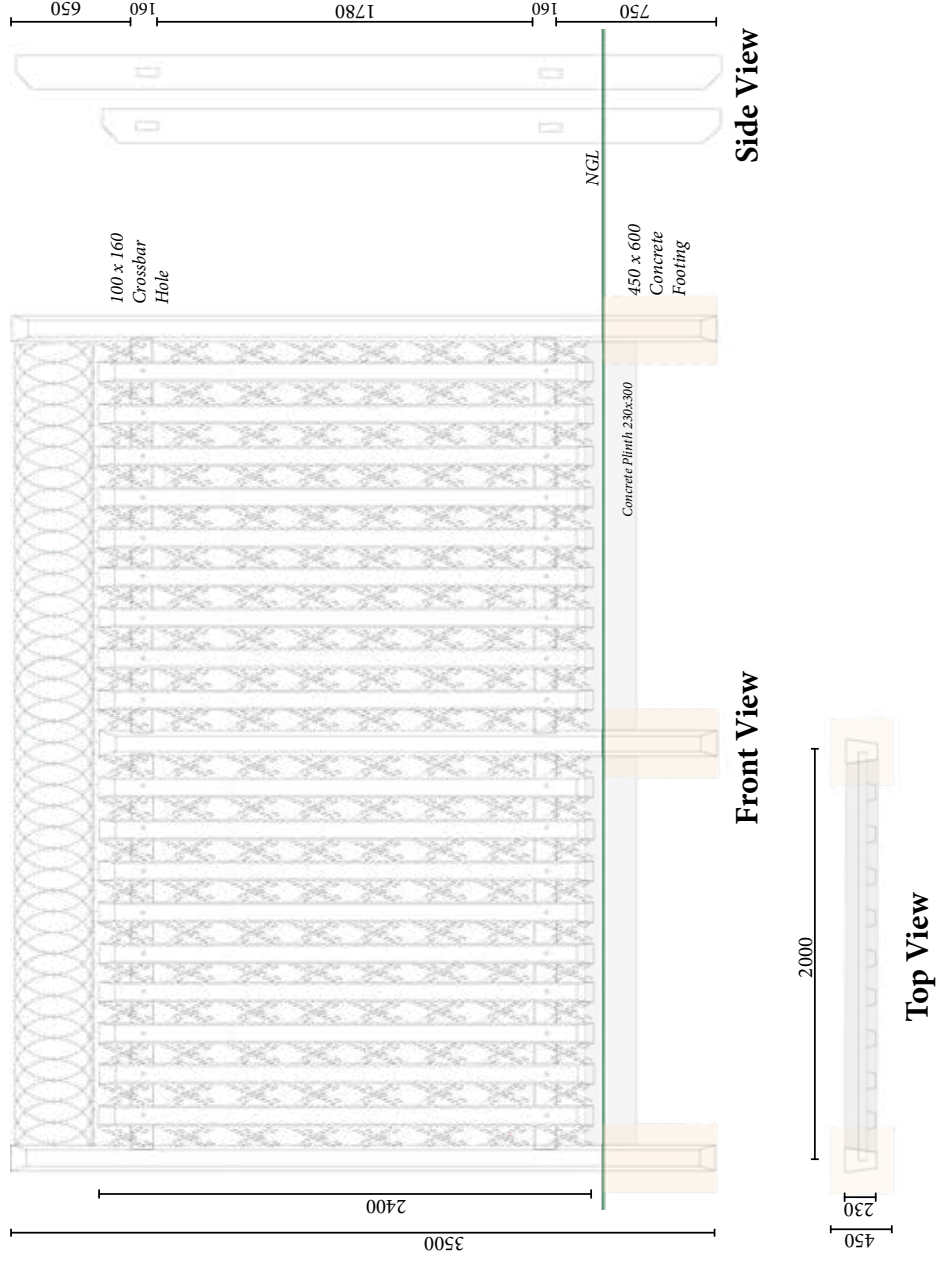 650
160
1780
160
750
Side View
NGL
100 x 160
Crossbar
Hole
450 x 600
Concrete
Footing
Concrete Plinth 230x300
Front View
2400
3500
2000
230
450
Top View